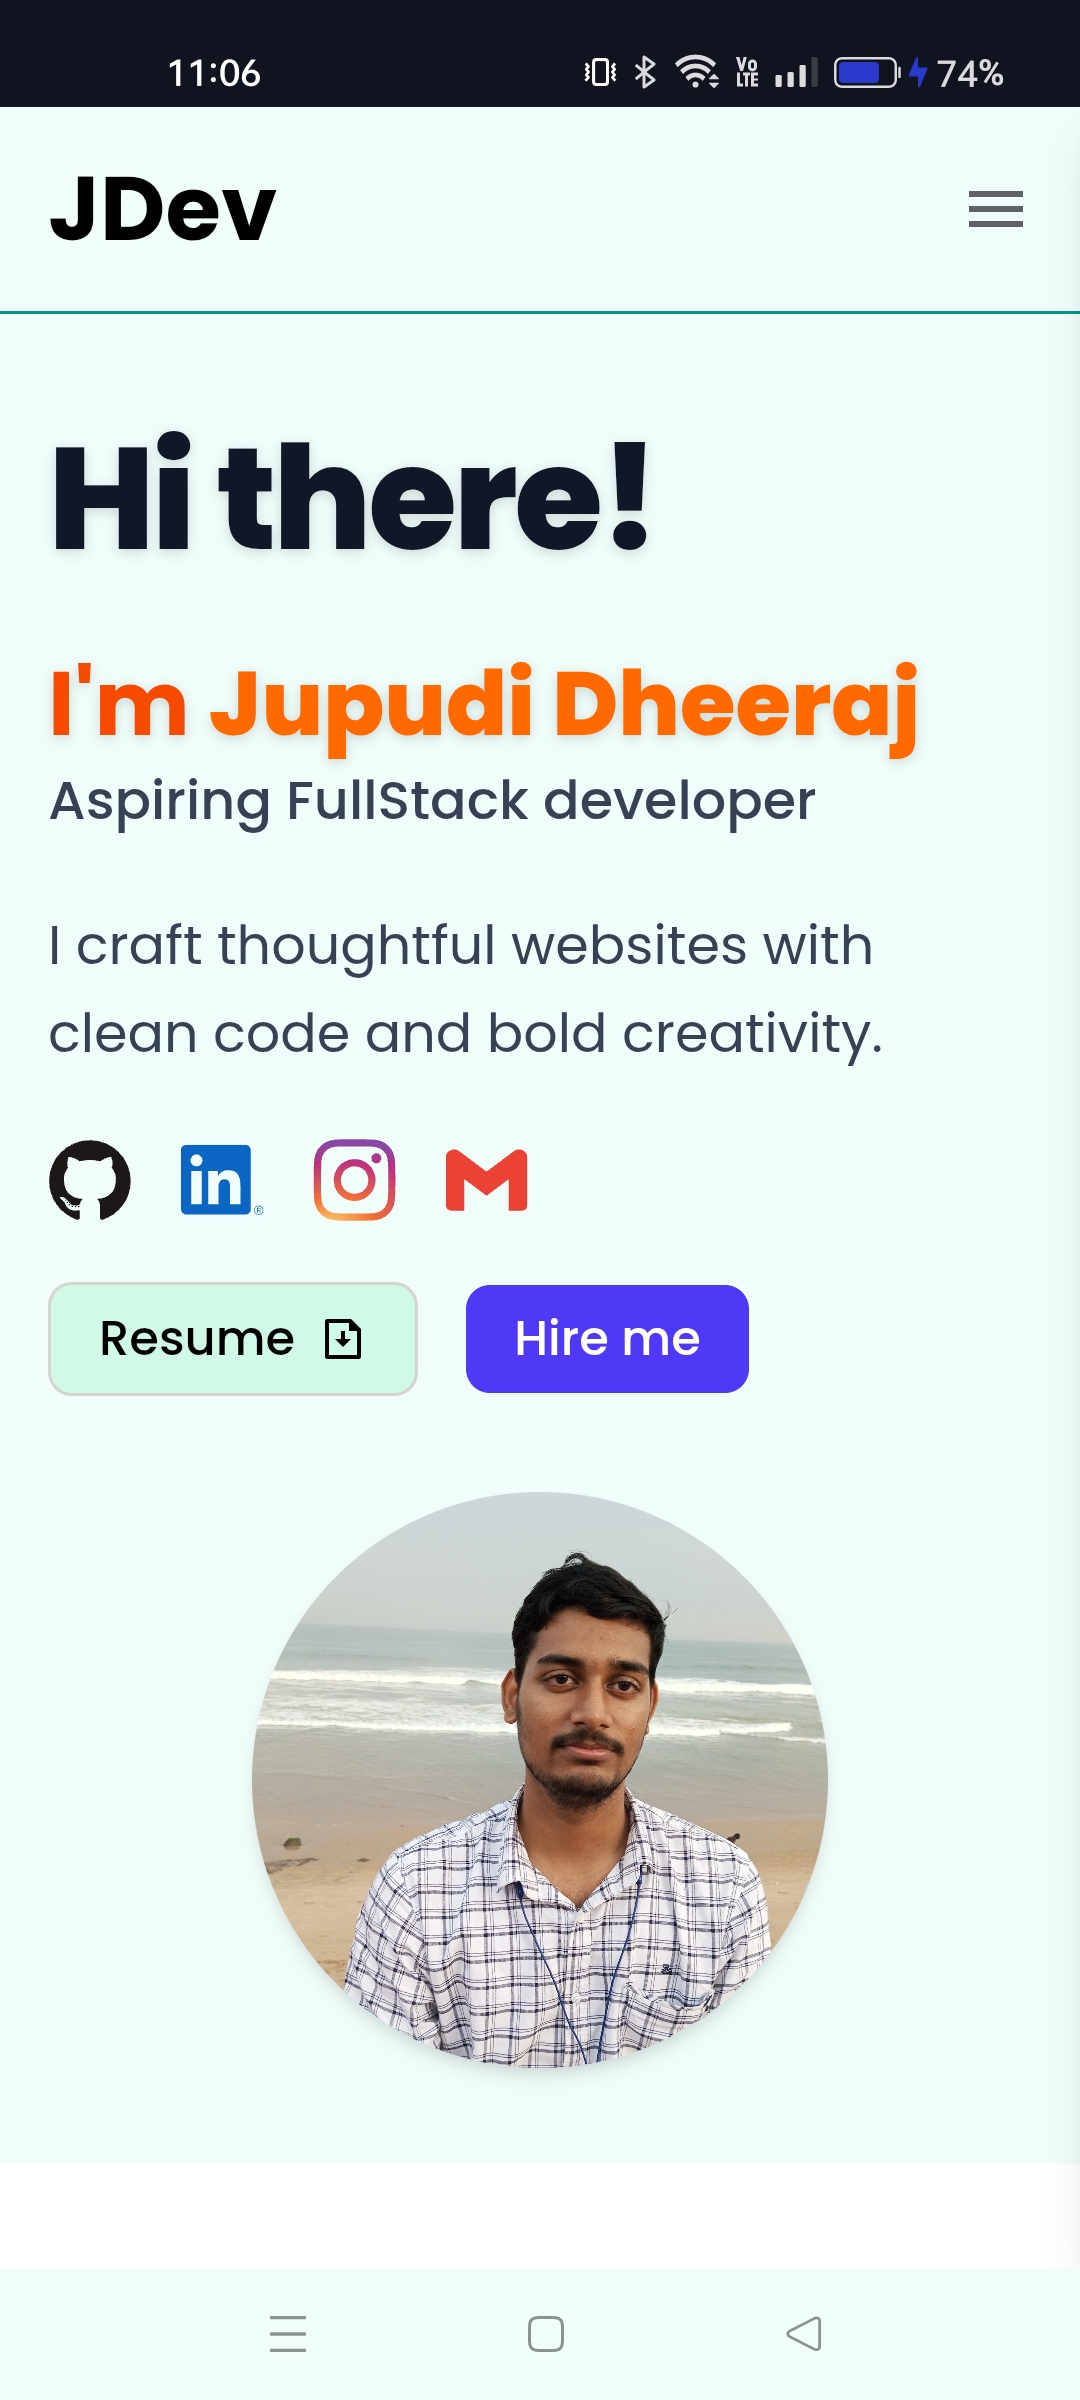 11:06 Vo LTE 74%
JDev
Hi there!
I'm Jupudi Dheeraj
Aspiring FullStack developer
I craft thoughtful websites with
clean code and bold creativity.
in ®
Resume Hire me